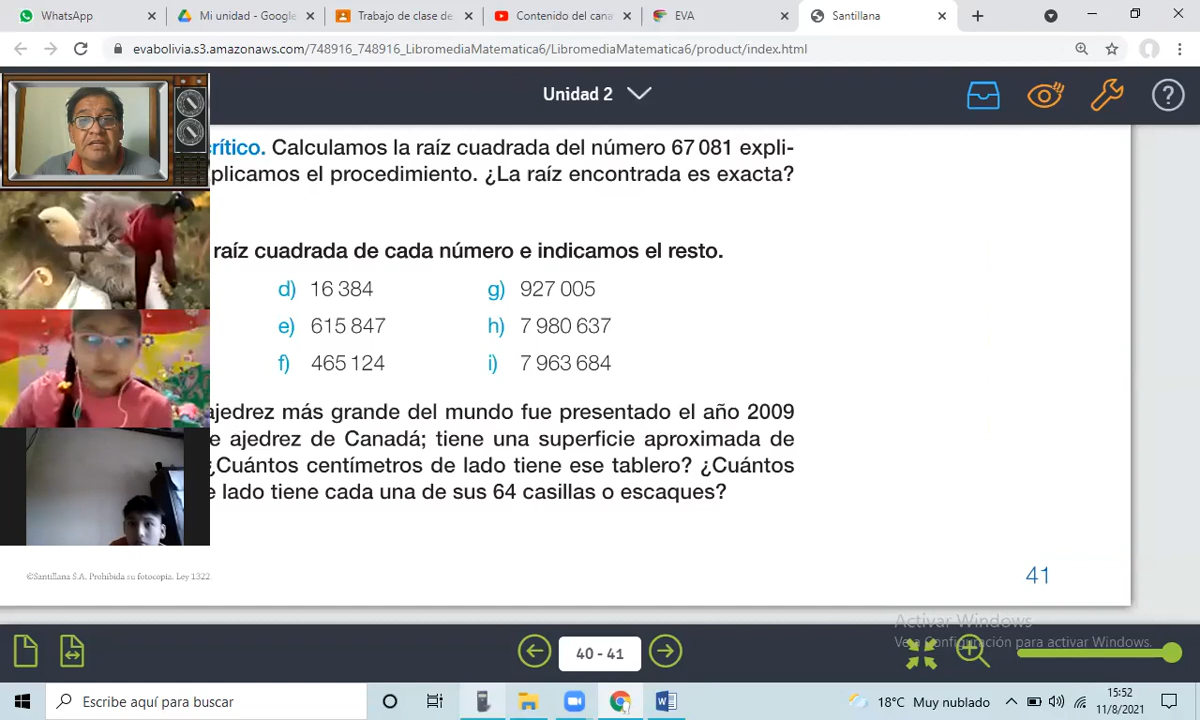 WhatsApp
Mi unidad - Google
Trabajo de clase de
Contenido del cana
EVA
Santillana
evabolivia.s3.amazonaws.com/748916_748916_LibromediaMatematica6/LibromediaMatematica6/product/index.html
Unidad 2
rítico. Calculamos la raíz cuadrada del número 67 081 expli-
plicamos el procedimiento. ¿La raíz encontrada es exacta?
raíz cuadrada de cada número e indicamos el resto.
d) 16 384 g) 927 005
e) 615 847 h) 7 980 637
f) 465 124 i) 7 963 684
ajedrez más grande del mundo fue presentado el año 2009
e ajedrez de Canadá; tiene una superficie aproximada de
¿Cuántos centímetros de lado tiene ese tablero? ¿Cuántos
e lado tiene cada una de sus 64 casillas o escaques?
©Santillana S.A. Prohibida su fotocopia. Ley 1322.
41
Activar Windows
Ve a Configuración para activar Windows.
40 - 41
Escribe aquí para buscar
18°C Muy nublado
15:52
11/8/2021